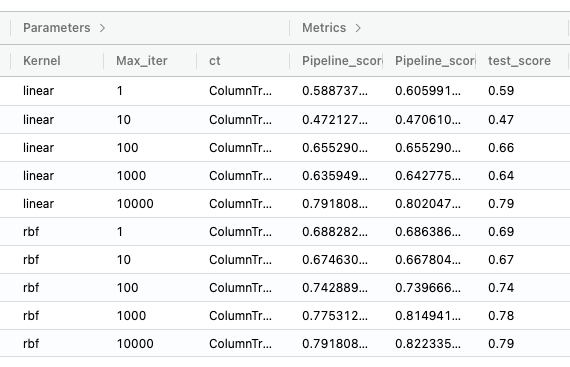 Parameters > Metrics >
Kernel Max_iter ct Pipeline_scor Pipeline_scor test_score
linear 1 ColumnTr... 0.588737... 0.605991... 0.59
linear 10 ColumnTr... 0.472127... 0.470610... 0.47
linear 100 ColumnTr... 0.655290... 0.655290... 0.66
linear 1000 ColumnTr... 0.635949... 0.642775... 0.64
linear 10000 ColumnTr... 0.791808... 0.802047... 0.79
rbf 1 ColumnTr... 0.688282... 0.686386... 0.69
rbf 10 ColumnTr... 0.674630... 0.667804... 0.67
rbf 100 ColumnTr... 0.742889... 0.739666... 0.74
rbf 1000 ColumnTr... 0.775312... 0.814941... 0.78
rbf 10000 ColumnTr... 0.791808... 0.822335... 0.79